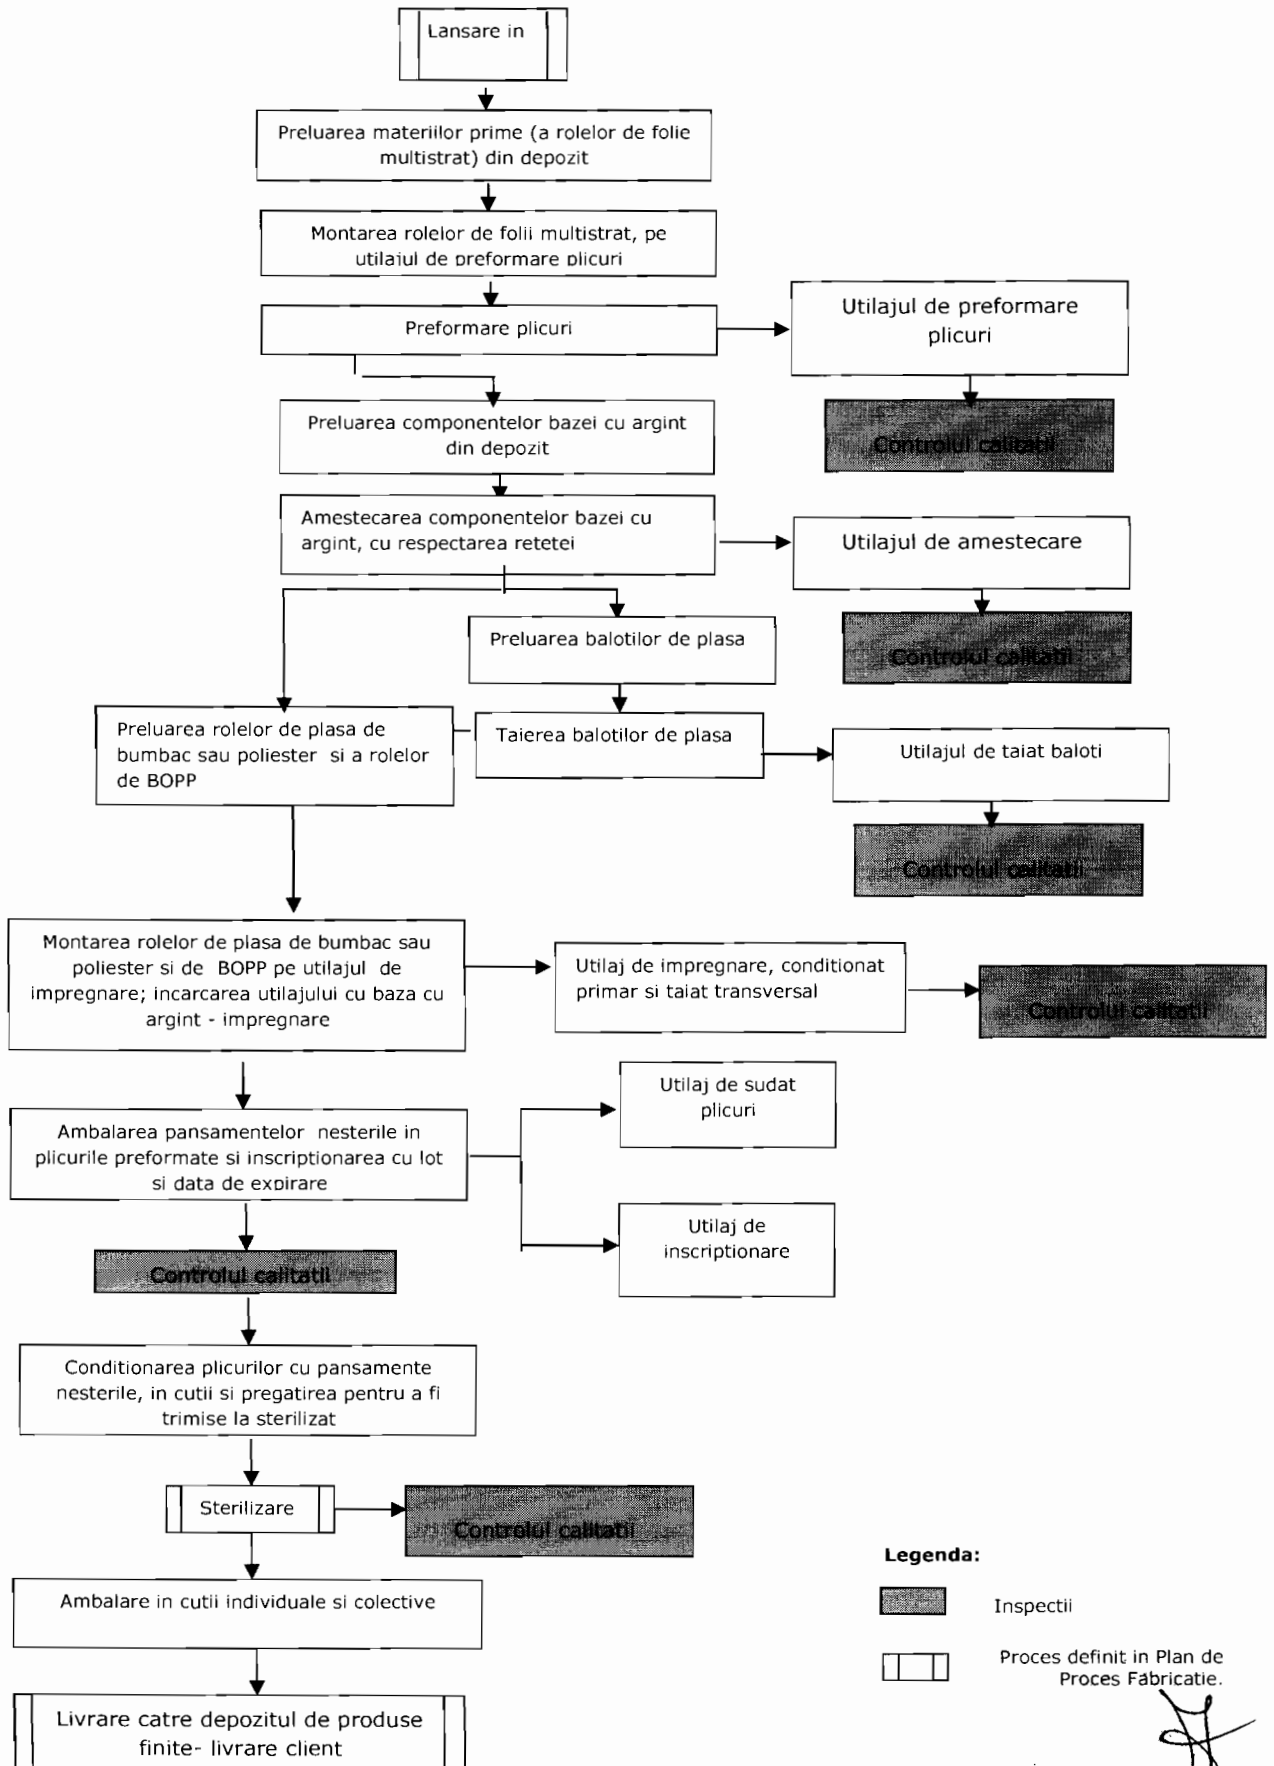 Lansare in
Preluarea materiilor prime (a rolelor de folie
multistrat) din depozit
Montarea rolelor de folii multistrat, pe
utilajul de preformare plicuri
Preformare plicuri
Utilajul de preformare
plicuri
Controlul calitatii
Preluarea componentelor bazei cu argint
din depozit
Amestecarea componentelor bazei cu
argint, cu respectarea retetei
Utilajul de amestecare
Controlul calitatii
Preluarea balotilor de plasa
Preluarea rolelor de plasa de
bumbac sau poliester si a rolelor
de BOPP
Taierea balotilor de plasa
Utilajul de taiat baloti
Controlul calitatii
Montarea rolelor de plasa de bumbac sau
poliester si de BOPP pe utilajul de
impregnare; incarcarea utilajului cu baza cu
argint - impregnare
Utilaj de impregnare, conditionat
primar si taiat transversal
Controlul calitatii
Utilaj de sudat
plicuri
Ambalarea pansamentelor nesterile in
plicurile preformate si inscriptionarea cu lot
si data de expirare
Utilaj de
inscriptionare
Controlul calitatii
Conditionarea plicurilor cu pansamente
nesterile, in cutii si pregatirea pentru a fi
trimise la sterilizat
Sterilizare
Controlul calitatii
Ambalare in cutii individuale si colective
Livrare catre depozitul de produse
finite- livrare client
Legenda:
Inspectii
Proces definit in Plan de
Proces Fabricatie.